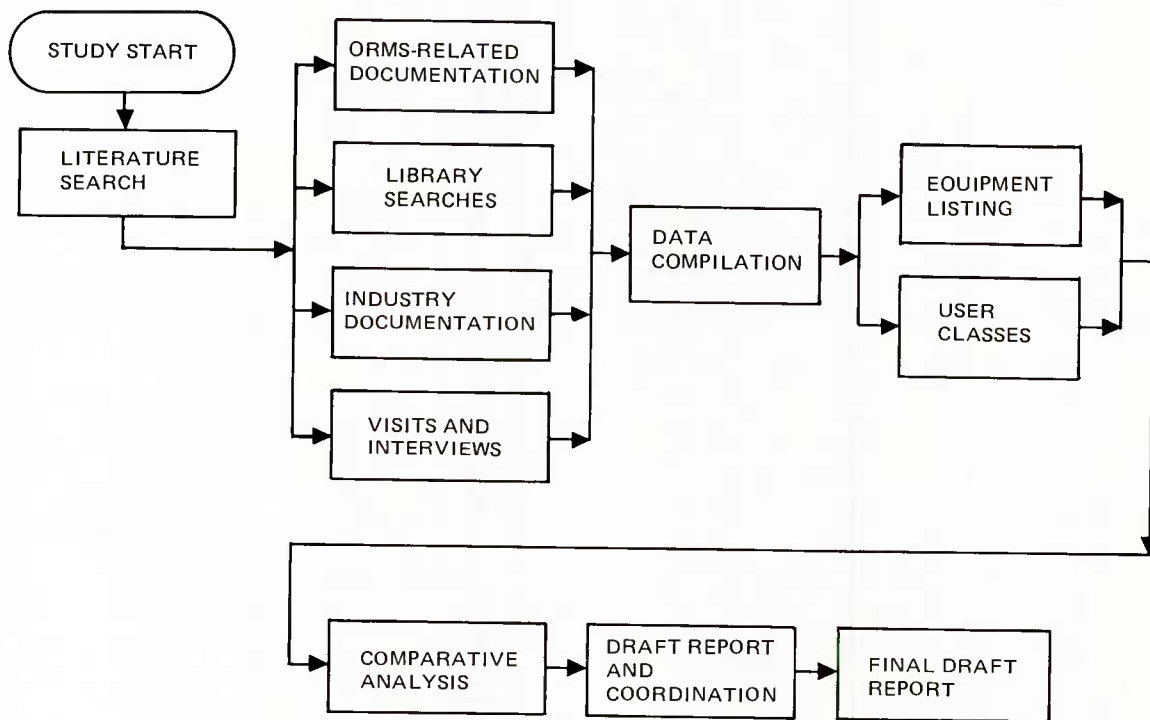 STUDY START
LITERATURE
SEARCH
ORMS-RELATED
DOCUMENTATION
LIBRARY
SEARCHES
INDUSTRY
DOCUMENTATION
VISITS AND
INTERVIEWS
DATA
COMPILATION
EQUIPMENT
LISTING
USER
CLASSES
COMPARATIVE
ANALYSIS
DRAFT REPORT
AND
COORDINATION
FINAL DRAFT
REPORT